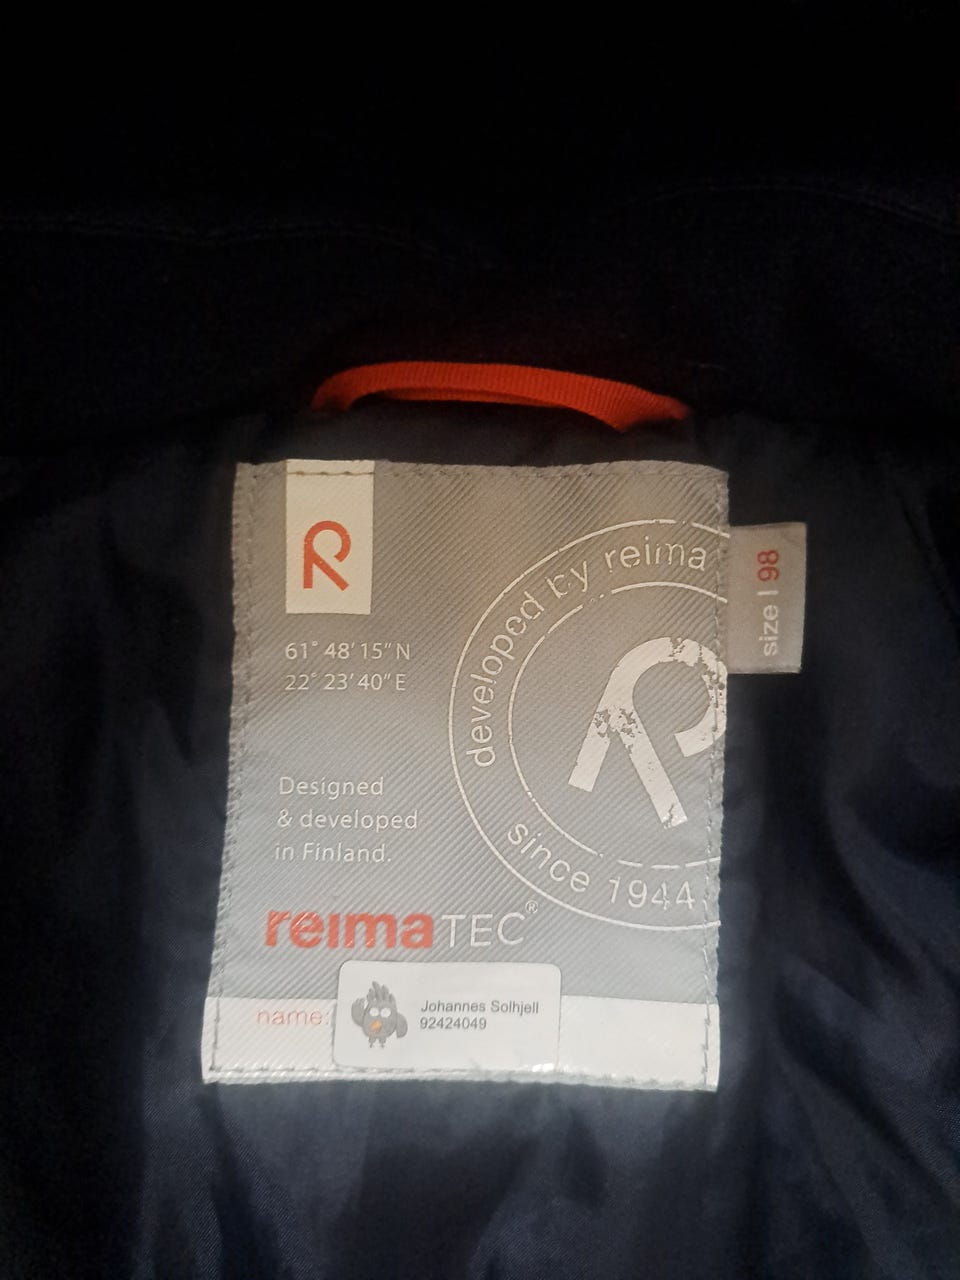 R
61° 48' 15" N
22° 23' 40" E
developed by reima
R
since 1944
size | 98
Designed
& developed
in Finland.
reimaTEC®
name:
Johannes Solhjell
92424049